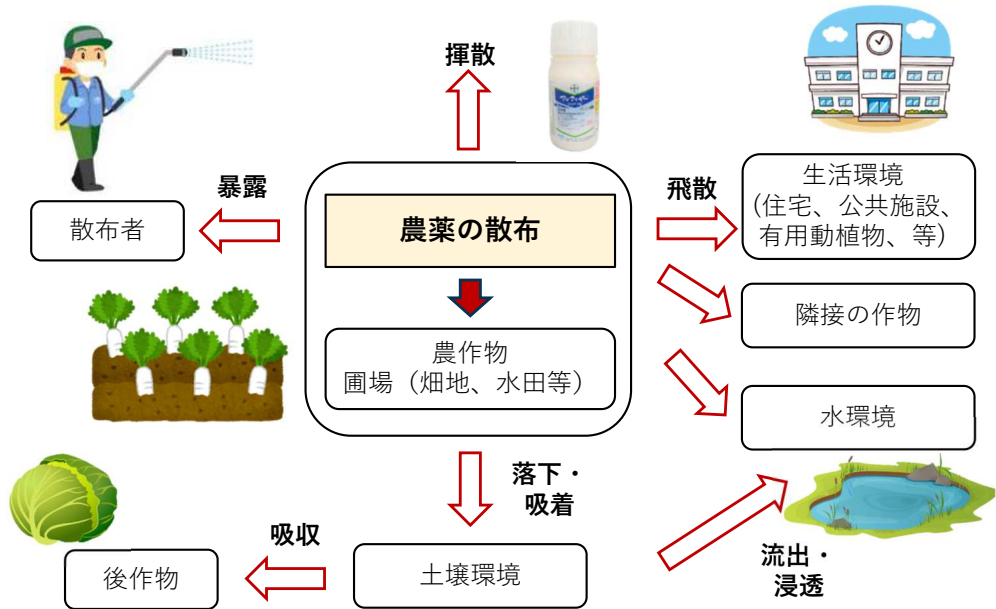 揮散
暴露
飛散
散布者
農薬の散布
生活環境
(住宅、公共施設、
有用動植物、等)
隣接の作物
農作物
圃場（畑地、水田等）
水環境
落下・
吸着
吸収
流出・
浸透
後作物
土壌環境